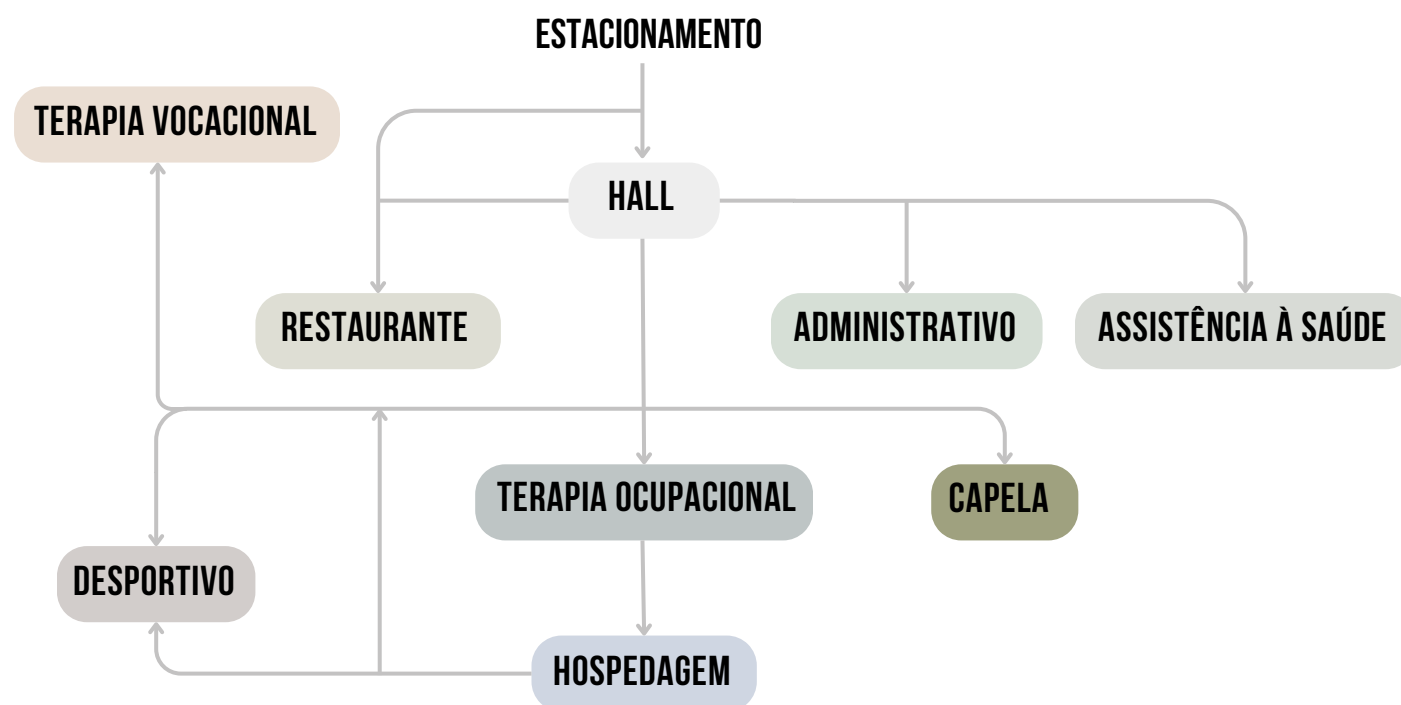 ESTACIONAMENTO
TERAPIA VOCACIONAL
HALL
RESTAURANTE
ADMINISTRATIVO
ASSISTÊNCIA À SAÚDE
TERAPIA OCUPACIONAL
CAPELA
DESPORTIVO
HOSPEDAGEM